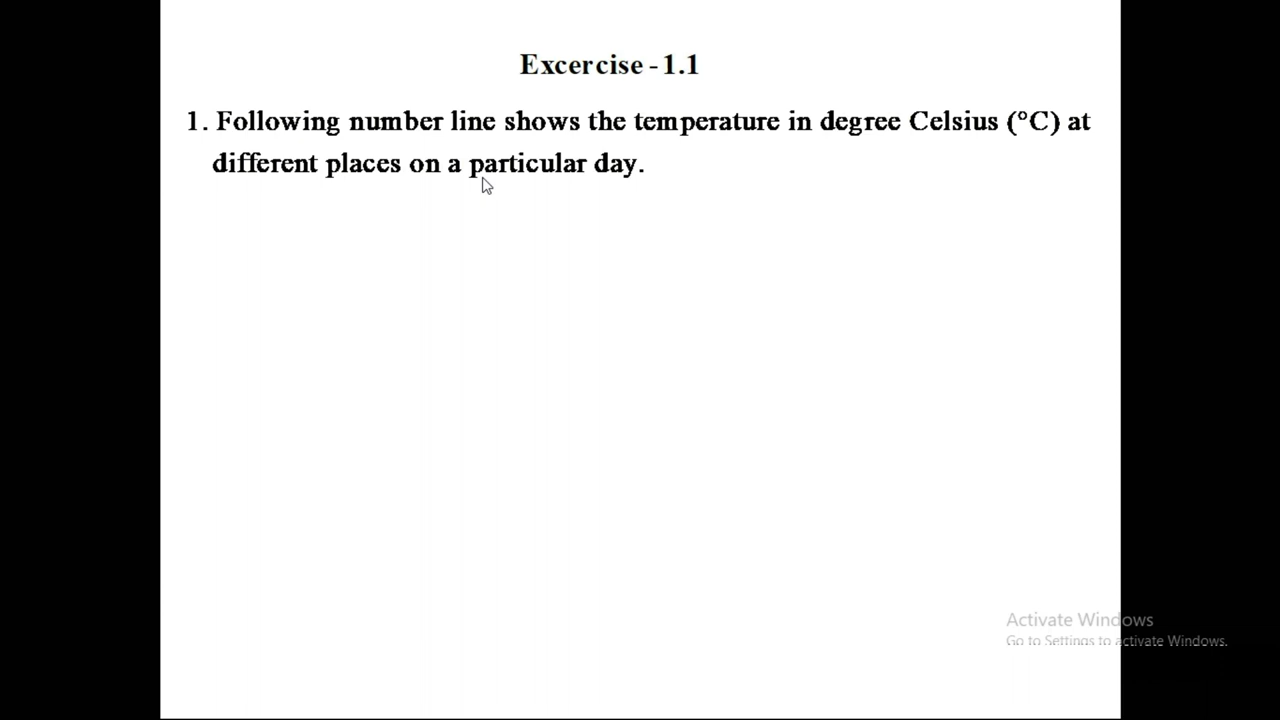 Excercise - 1.1
1. Following number line shows the temperature in degree Celsius (°C) at
different places on a particular day.
Activate Windows
Go to Settings to activate Windows.